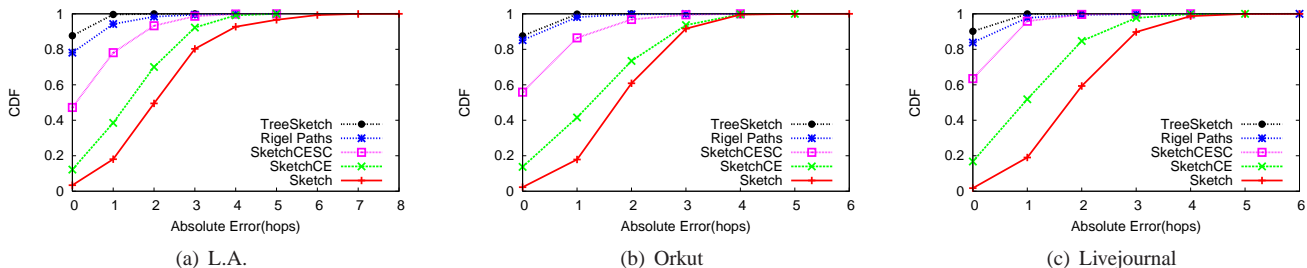 1
0.8
0.6
0.4
0.2
0
CDF
TreeSketch
Rigel Paths
SketchCESC
SketchCE
Sketch
0 1 2 3 4 5 6 7 8
Absolute Error(hops)
(a) L.A.
1
0.8
0.6
0.4
0.2
0
CDF
TreeSketch
Rigel Paths
SketchCESC
SketchCE
Sketch
0 1 2 3 4 5 6
Absolute Error(hops)
(b) Orkut
1
0.8
0.6
0.4
0.2
0
CDF
TreeSketch
Rigel Paths
SketchCESC
SketchCE
Sketch
0 1 2 3 4 5 6
Absolute Error(hops)
(c) Livejournal